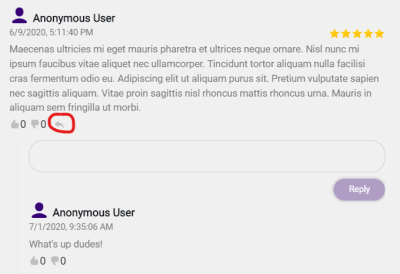 Anonymous User
6/9/2020, 5:11:40 PM
Maecenas ultricies mi eget mauris pharetra et ultrices neque ornare. Nisl nunc mi
ipsum faucibus vitae aliquet nec ullamcorper. Tincidunt tortor aliquam nulla facilisi
cras fermentum odio eu. Adipiscing elit ut aliquam purus sit. Pretium vulputate sapien
nec sagittis aliquam. Vitae proin sagittis nisl rhoncus mattis rhoncus urna. Mauris in
aliquam sem fringilla ut morbi.
0 0
Reply
Anonymous User
7/1/2020, 9:35:06 AM
What's up dudes!
0 0